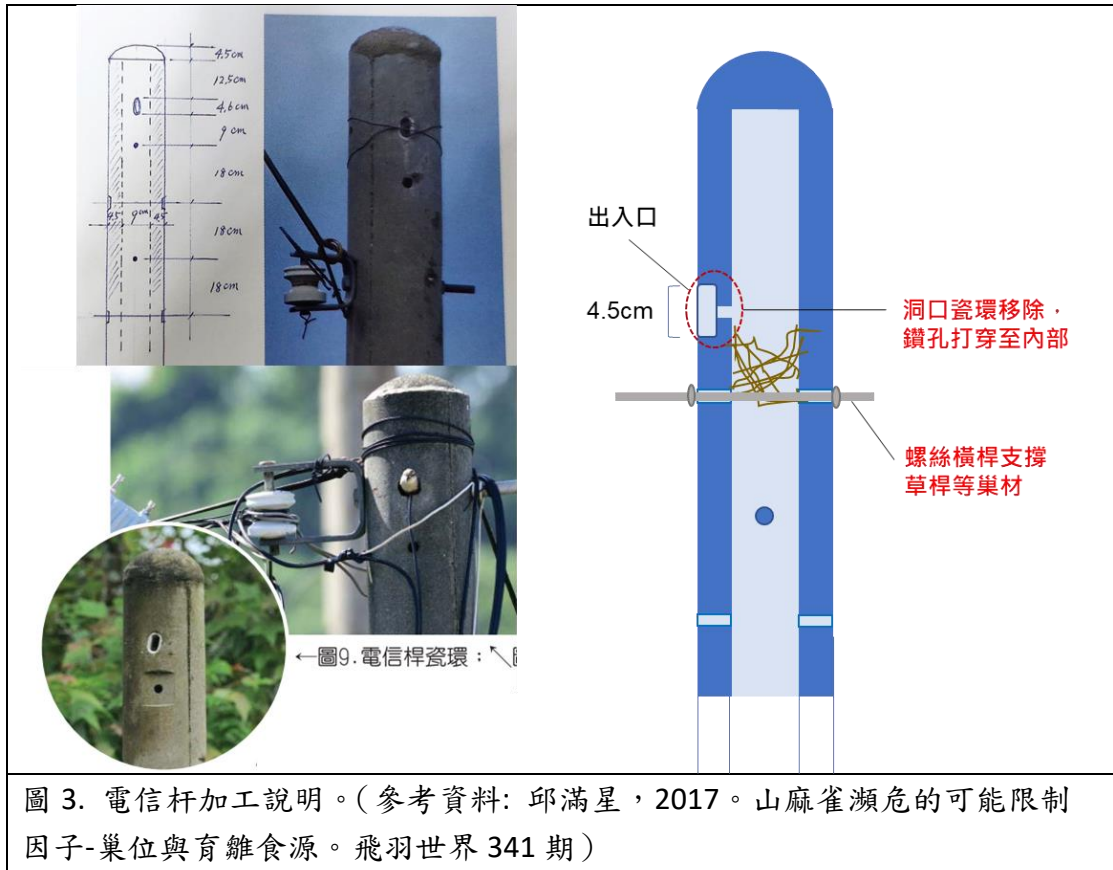 4.5cm
12.5cm
4.6cm
9cm
18cm
4.5 9cm 4.5
18cm
18cm
←圖9.電信桿瓷環；↖
出入口
4.5cm
洞口瓷環移除，
鑽孔打穿至內部
螺絲橫桿支撐
草桿等巢材
圖 3. 電信杆加工說明。（參考資料: 邱滿星，2017。山麻雀瀕危的可能限制
因子-巢位與育雛食源。飛羽世界 341 期）